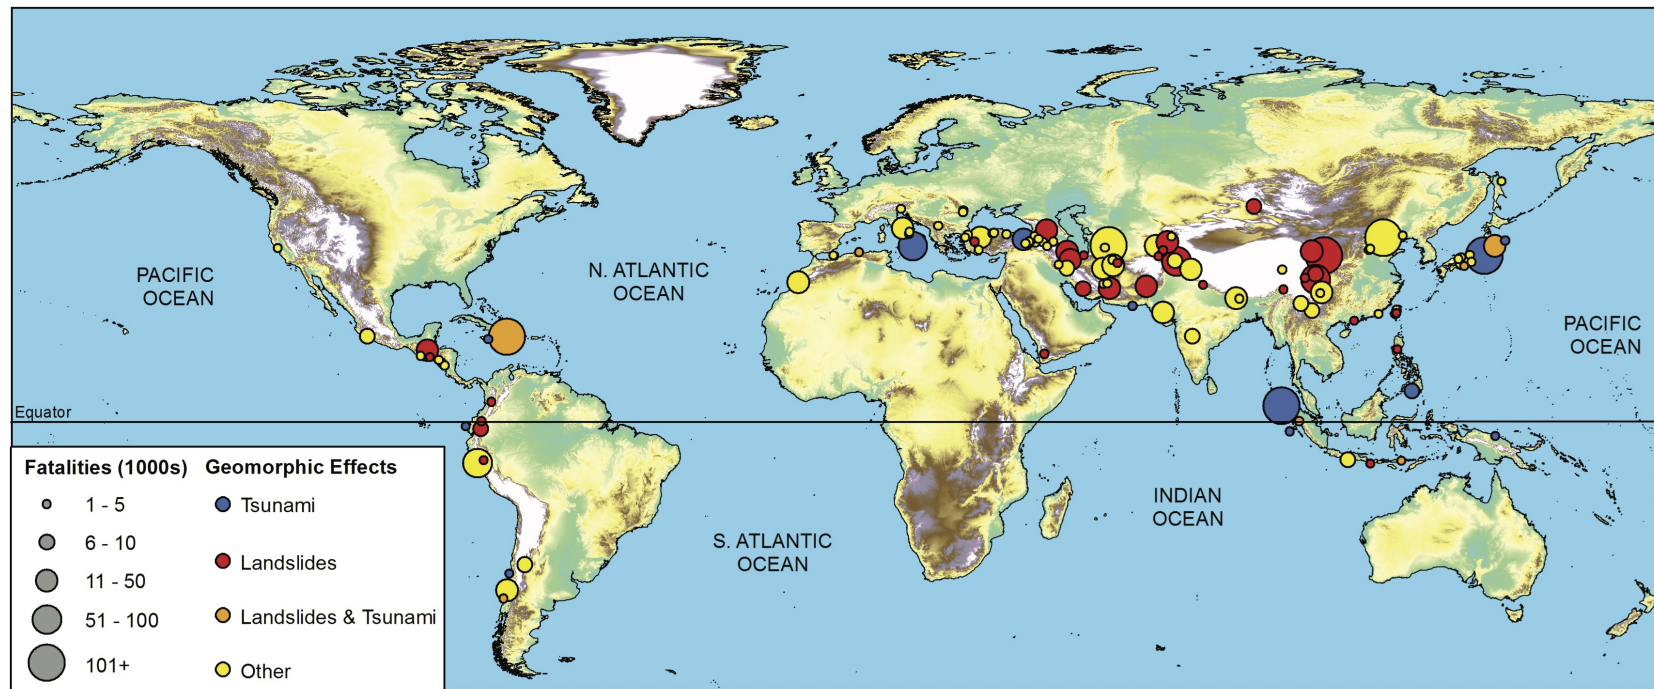 PACIFIC
OCEAN
N. ATLANTIC
OCEAN
PACIFIC
OCEAN
Equator
INDIAN
OCEAN
S. ATLANTIC
OCEAN
Fatalities (1000s) Geomorphic Effects
1 - 5 Tsunami
6 - 10
11 - 50 Landslides
51 - 100 Landslides & Tsunami
101+ Other